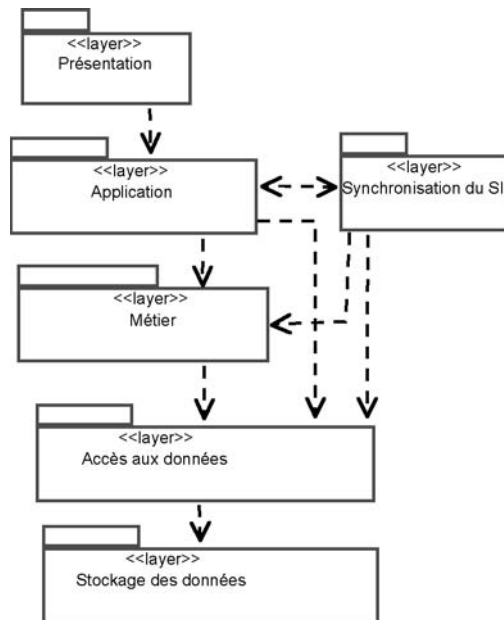 <<layer>>
Présentation
<<layer>>
Application
<<layer>>
Synchronisation du SI
<<layer>>
Métier
<<layer>>
Accès aux données
<<layer>>
Stockage des données